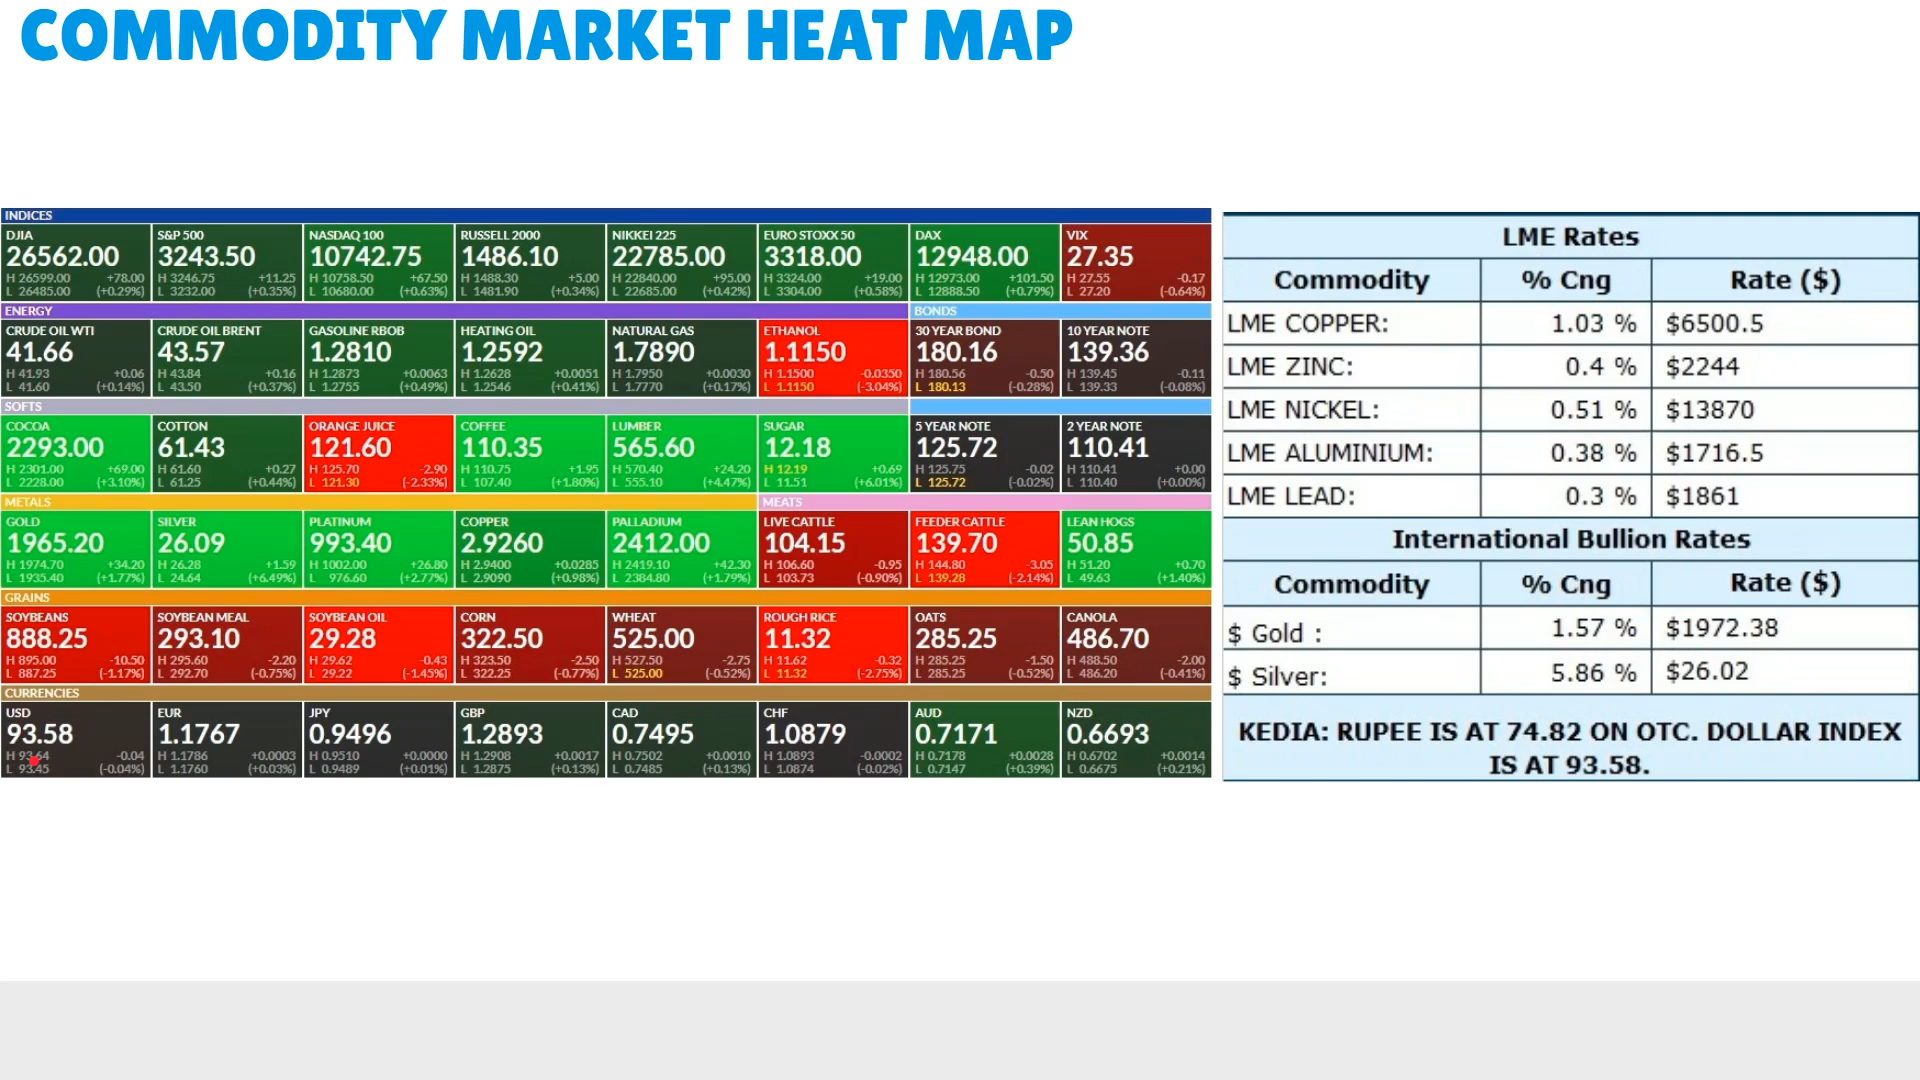 COMMODITY MARKET HEAT MAP
INDICES
DJIA S&P 500 NASDAQ 100 RUSSELL 2000 NIKKEI 225 EURO STOXX 50 DAX VIX
26562.00 3243.50 10742.75 1486.10 22785.00 3318.00 12948.00 27.35
H 26599.00 +78.00 H 3246.75 +11.25 H 10758.50 +67.50 H 1488.30 +5.00 H 22840.00 +95.00 H 3324.00 +19.00 H 12973.00 +101.50 H 27.55 -0.17
L 26485.00 (+0.29%) L 3232.00 (+0.35%) L 10680.00 (+0.63%) L 1481.90 (+0.34%) L 22685.00 (+0.42%) L 3304.00 (+0.58%) L 12888.50 (+0.79%) L 27.20 (-0.64%)
ENERGY BONDS
CRUDE OIL WTI CRUDE OIL BRENT GASOLINE RBOB HEATING OIL NATURAL GAS ETHANOL 30 YEAR BOND 10 YEAR NOTE
41.66 43.57 1.2810 1.2592 1.7890 1.1150 180.16 139.36
H 41.93 +0.06 H 43.84 +0.16 H 1.2873 +0.0063 H 1.2628 +0.0051 H 1.7950 +0.0030 H 1.1500 -0.0350 H 180.56 -0.50 H 139.45 -0.11
L 41.60 (+0.14%) L 43.50 (+0.37%) L 1.2755 (+0.49%) L 1.2546 (+0.41%) L 1.7770 (+0.17%) L 1.1150 (-3.04%) L 180.13 (-0.28%) L 139.33 (-0.08%)
SOFTS
COCOA COTTON ORANGE JUICE COFFEE LUMBER SUGAR 5 YEAR NOTE 2 YEAR NOTE
2293.00 61.43 121.60 110.35 565.60 12.18 125.72 110.41
H 2301.00 +69.00 H 61.60 +0.27 H 125.70 -2.90 H 110.75 +1.95 H 570.40 +24.20 H 12.19 +0.69 H 125.75 -0.02 H 110.41 +0.00
L 2228.00 (+3.10%) L 61.25 (+0.44%) L 121.30 (-2.33%) L 107.40 (+1.80%) L 555.10 (+4.47%) L 11.51 (+6.01%) L 125.72 (-0.02%) L 110.40 (+0.00%)
METALS MEATS
GOLD SILVER PLATINUM COPPER PALLADIUM LIVE CATTLE FEEDER CATTLE LEAN HOGS
1965.20 26.09 993.40 2.9260 2412.00 104.15 139.70 50.85
H 1974.70 +34.20 H 26.28 +1.59 H 1002.00 +26.80 H 2.9400 +0.0285 H 2419.10 +42.30 H 106.60 -0.95 H 144.80 -3.05 H 51.20 +0.70
L 1935.40 (+1.77%) L 24.64 (+6.49%) L 976.60 (+2.77%) L 2.9090 (+0.98%) L 2384.80 (+1.79%) L 103.73 (-0.90%) L 139.28 (-2.14%) L 49.63 (+1.40%)
GRAINS
SOYBEANS SOYBEAN MEAL SOYBEAN OIL CORN WHEAT ROUGH RICE OATS CANOLA
888.25 293.10 29.28 322.50 525.00 11.32 285.25 486.70
H 895.00 -10.50 H 295.60 -2.20 H 29.62 -0.43 H 323.50 -2.50 H 527.50 -2.75 H 11.62 -0.32 H 285.25 -1.50 H 488.50 -2.00
L 887.25 (-1.17%) L 292.70 (-0.75%) L 29.22 (-1.45%) L 322.25 (-0.77%) L 525.00 (-0.52%) L 11.32 (-2.75%) L 285.25 (-0.52%) L 486.20 (-0.41%)
CURRENCIES
USD EUR JPY GBP CAD CHF AUD NZD
93.58 1.1767 0.9496 1.2893 0.7495 1.0879 0.7171 0.6693
H 93.64 -0.04 H 1.1786 +0.0003 H 0.9510 +0.0000 H 1.2908 +0.0017 H 0.7502 +0.0010 H 1.0893 -0.0002 H 0.7178 +0.0028 H 0.6702 +0.0014
L 93.45 (-0.04%) L 1.1760 (+0.03%) L 0.9489 (+0.01%) L 1.2875 (+0.13%) L 0.7485 (+0.13%) L 1.0874 (-0.02%) L 0.7147 (+0.39%) L 0.6675 (+0.21%)
LME Rates
Commodity % Cng Rate ($)
LME COPPER: 1.03 % $6500.5
LME ZINC: 0.4 % $2244
LME NICKEL: 0.51 % $13870
LME ALUMINIUM: 0.38 % $1716.5
LME LEAD: 0.3 % $1861
International Bullion Rates
Commodity % Cng Rate ($)
$ Gold : 1.57 % $1972.38
$ Silver: 5.86 % $26.02
KEDIA: RUPEE IS AT 74.82 ON OTC. DOLLAR INDEX
IS AT 93.58.